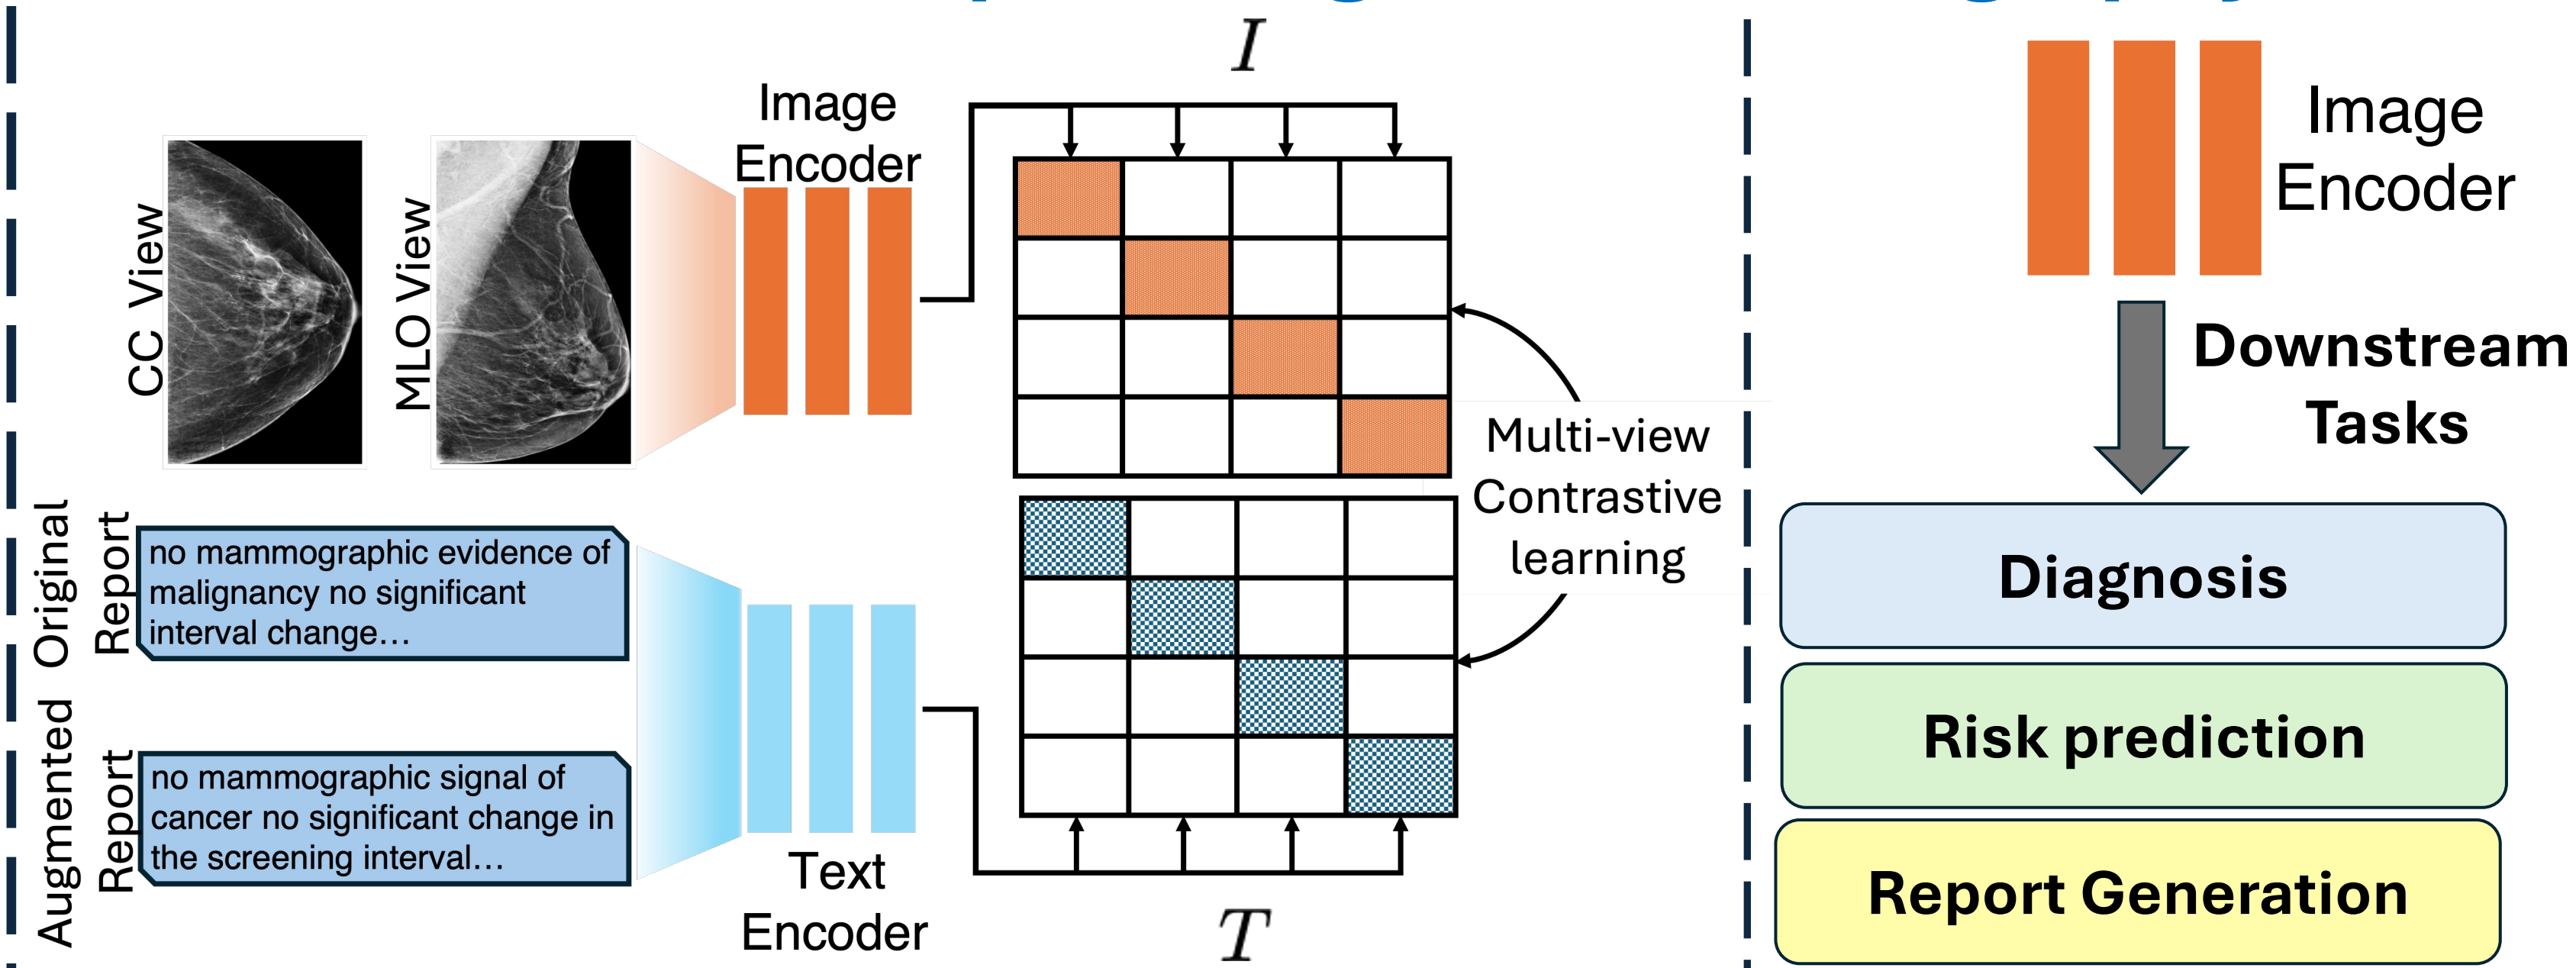 I
Image
Encoder
CC View
MLO View
Original
Report
no mammographic evidence of
malignancy no significant
interval change...
Augmented
Report
no mammographic signal of
cancer no significant change in
the screening interval...
Text
Encoder
T
Multi-view
Contrastive
learning
Image
Encoder
Downstream
Tasks
Diagnosis
Risk prediction
Report Generation